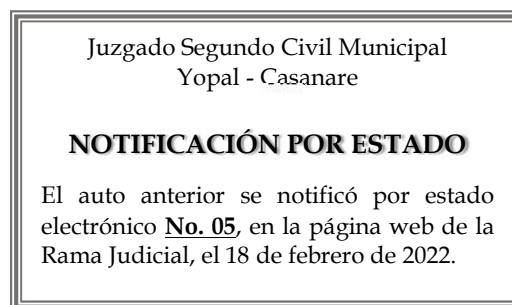 Juzgado Segundo Civil Municipal
Yopal - Casanare
NOTIFICACIÓN POR ESTADO
El auto anterior se notificó por estado
electrónico No. 05, en la página web de la
Rama Judicial, el 18 de febrero de 2022.